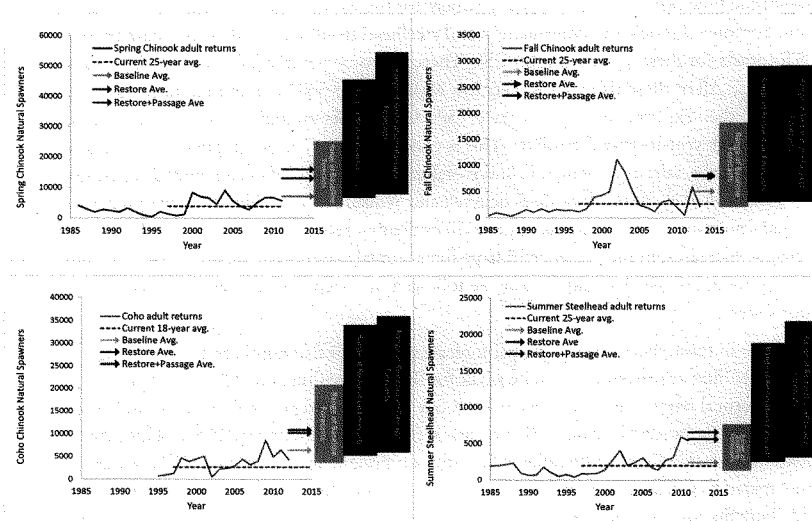 60000
50000
40000
30000
20000
10000
0
Spring Chinook Natural Spawners
Spring Chinook adult returns
Current 25-year avg.
Baseline Avg.
Restore Ave.
Restore+Passage Ave
1985 1990 1995 2000 2005 2010 2015
Year
35000
30000
25000
20000
15000
10000
5000
0
Fall Chinook Natural Spawners
Fall Chinook adult returns
Current 25-year avg.
Baseline Avg.
Restore Ave.
Restore+Passage Ave.
1985 1990 1995 2000 2005 2010 2015
Year
40000
35000
30000
25000
20000
15000
10000
5000
0
Coho Chinook Natural Spawners
Coho adult returns
Current 18-year avg.
Baseline Avg.
Restore Ave.
Restore+Passage Ave.
1985 1990 1995 2000 2005 2010 2015
Year
25000
20000
15000
10000
5000
0
Summer Steelhead Natural Spawners
Summer Steelhead adult returns
Current 25-year avg.
Baseline Avg.
Restore Ave
Restore+Passage Ave.
1985 1990 1995 2000 2005 2010 2015
Year